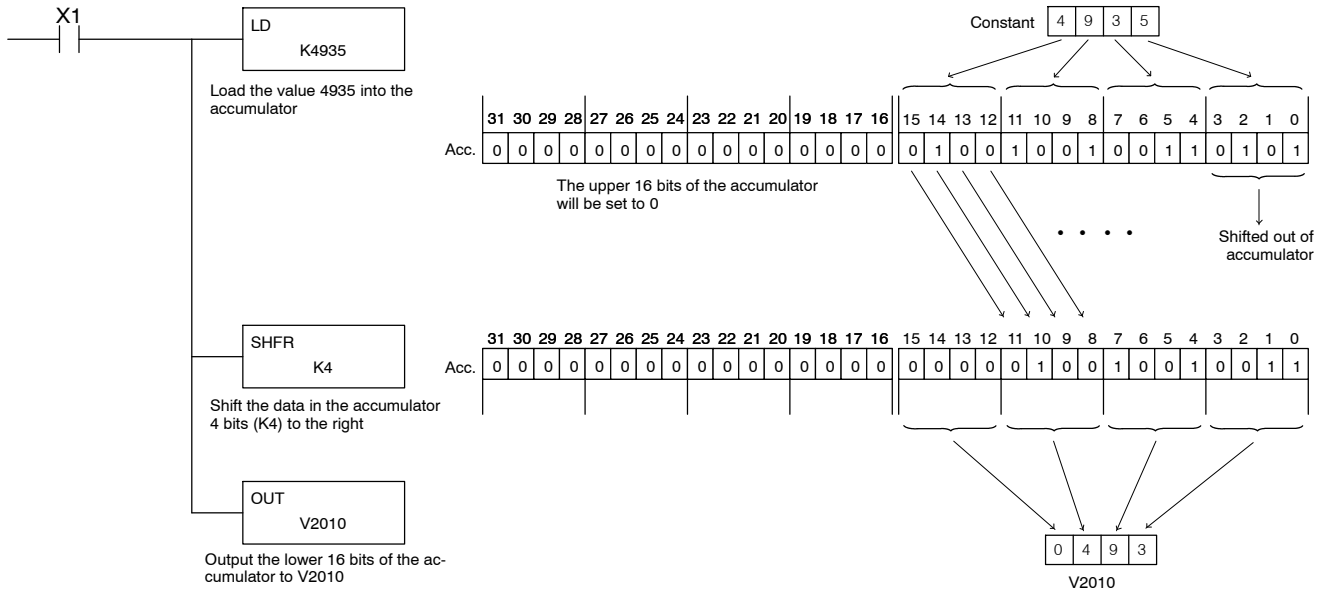 X1
LD
K4935
Load the value 4935 into the
accumulator
Constant 4 9 3 5
31 30 29 28 27 26 25 24 23 22 21 20 19 18 17 16 15 14 13 12 11 10 9 8 7 6 5 4 3 2 1 0
Acc. 0 0 0 0 0 0 0 0 0 0 0 0 0 0 0 0 0 1 0 0 1 0 0 1 0 0 1 1 0 1 0 1
The upper 16 bits of the accumulator
will be set to 0
Shifted out of
accumulator
SHFR
K4
Shift the data in the accumulator
4 bits (K4) to the right
31 30 29 28 27 26 25 24 23 22 21 20 19 18 17 16 15 14 13 12 11 10 9 8 7 6 5 4 3 2 1 0
Acc. 0 0 0 0 0 0 0 0 0 0 0 0 0 0 0 0 0 0 0 0 0 1 0 0 1 0 0 1 0 0 1 1
OUT
V2010
Output the lower 16 bits of the ac-
cumulator to V2010
0 4 9 3
V2010